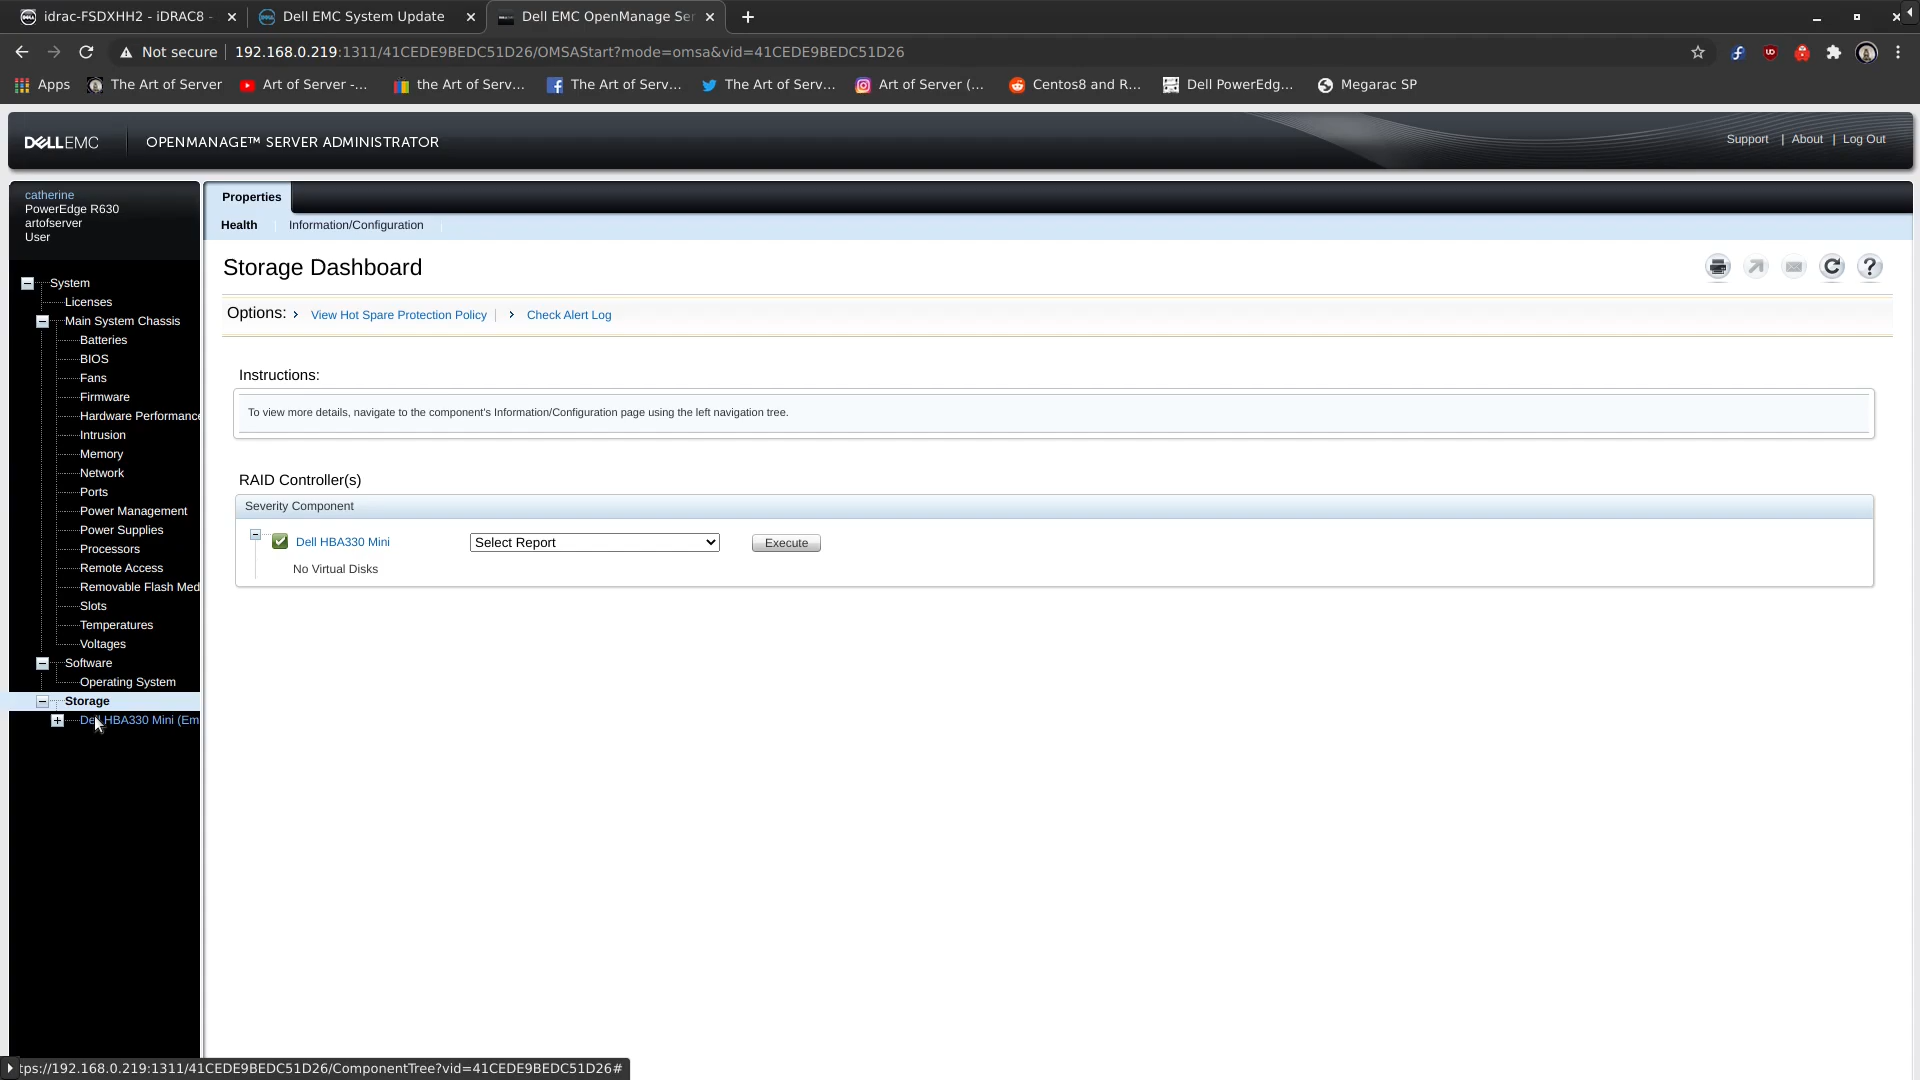 idrac-FSDXHH2 - iDRAC8 -
Dell EMC System Update
Dell EMC OpenManage Ser
Not secure
192.168.0.219:1311/41CEDE9BEDC51D26/OMSAStart?mode=omsa&vid=41CEDE9BEDC51D26
Apps
The Art of Server
Art of Server -...
the Art of Serv...
The Art of Serv...
The Art of Serv...
Art of Server (...
Centos8 and R...
Dell PowerEdg...
Megarac SP
DELLEMC
OPENMANAGE™ SERVER ADMINISTRATOR
Support | About | Log Out
catherine
PowerEdge R630
artofserver
User
System
Licenses
Main System Chassis
Batteries
BIOS
Fans
Firmware
Hardware Performance
Intrusion
Memory
Network
Ports
Power Management
Power Supplies
Processors
Remote Access
Removable Flash Med
Slots
Temperatures
Voltages
Software
Operating System
Storage
Dell HBA330 Mini (Em
Properties
Health
Information/Configuration
Storage Dashboard
Options: View Hot Spare Protection Policy | Check Alert Log
Instructions:
To view more details, navigate to the component's Information/Configuration page using the left navigation tree.
RAID Controller(s)
Severity Component
Dell HBA330 Mini
Select Report
Execute
No Virtual Disks
tps://192.168.0.219:1311/41CEDE9BEDC51D26/ComponentTree?vid=41CEDE9BEDC51D26#